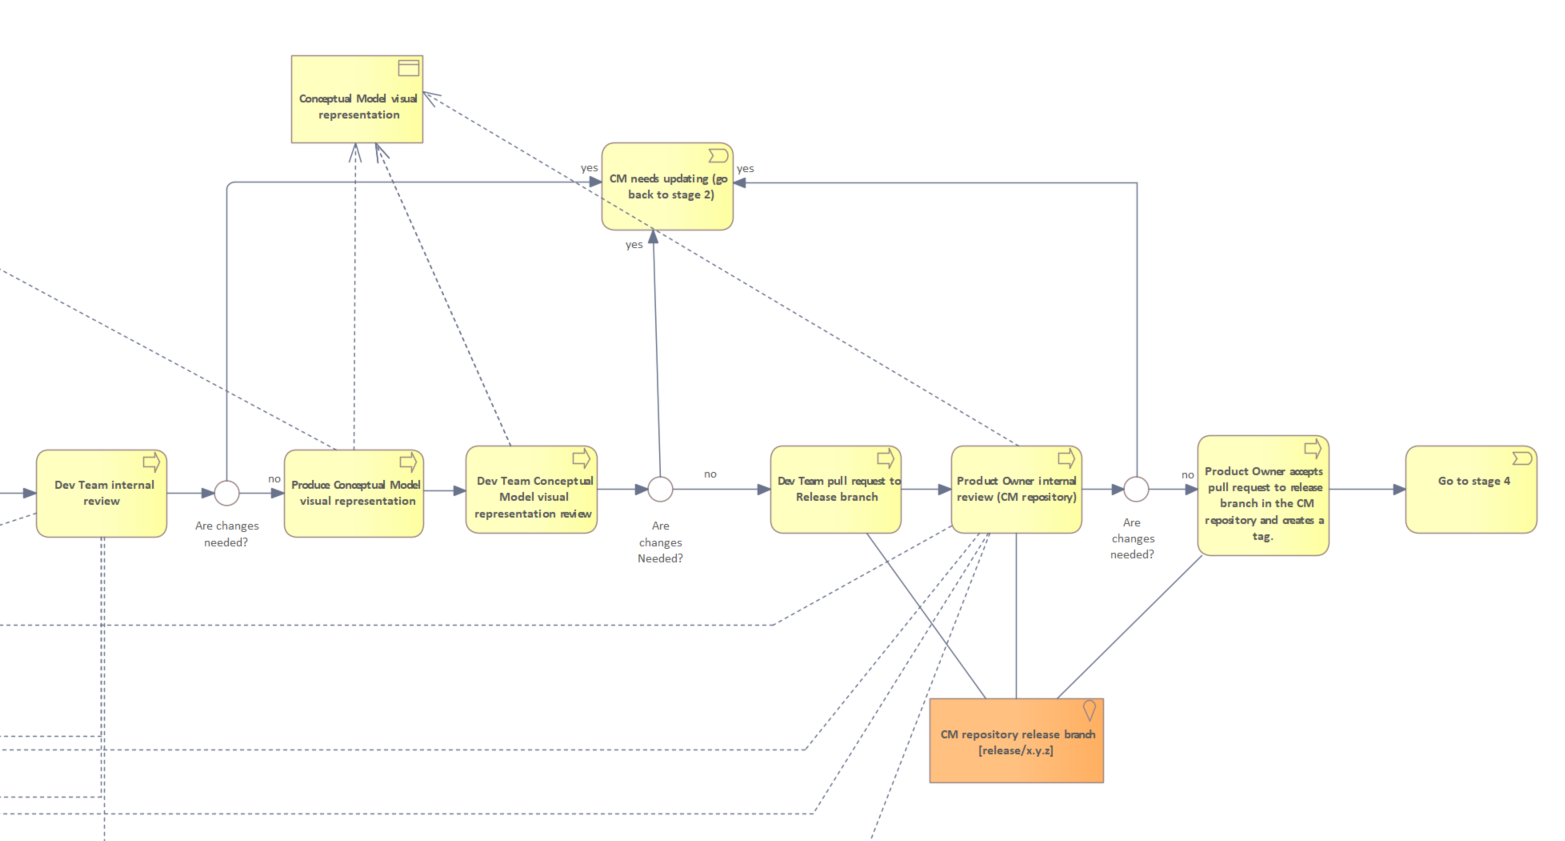 Conceptual Model visual
representation
yes
CM needs updating (go
back to stage 2)
yes
yes
Dev Team internal
review
Are changes
needed?
no
Produce Conceptual Model
visual representation
Dev Team Conceptual
Model visual
representation review
Are
changes
Needed?
no
Dev Team pull request to
Release branch
Product Owner internal
review (CM repository)
Are
changes
needed?
no
Product Owner accepts
pull request to release
branch in the CM
repository and creates a
tag.
Go to stage 4
CM repository release branch
[release/x.y.z]